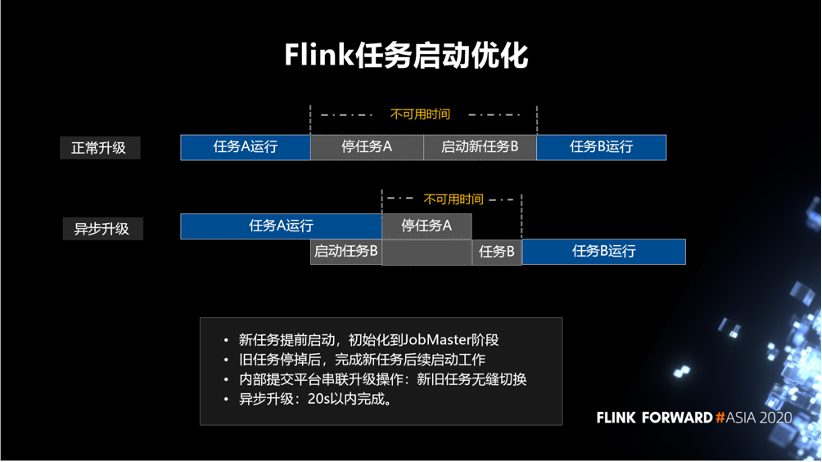 Flink任务启动优化
不可用时间
正常升级 任务A运行 停任务A 启动新任务B 任务B运行
不可用时间
异步升级 任务A运行 停任务A
启动任务B 任务B 任务B运行
• 新任务提前启动，初始化到JobMaster阶段
• 旧任务停掉后，完成新任务后续启动工作
• 内部提交平台串联升级操作：新旧任务无缝切换
• 异步升级：20s以内完成。
FLINK FORWARD #ASIA 2020